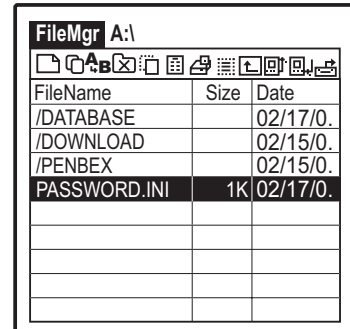 FileMgr A:\
FileName Size Date
/DATABASE 02/17/0.
/DOWNLOAD 02/15/0.
/PENBEX 02/15/0.
PASSWORD.INI 1K 02/17/0.